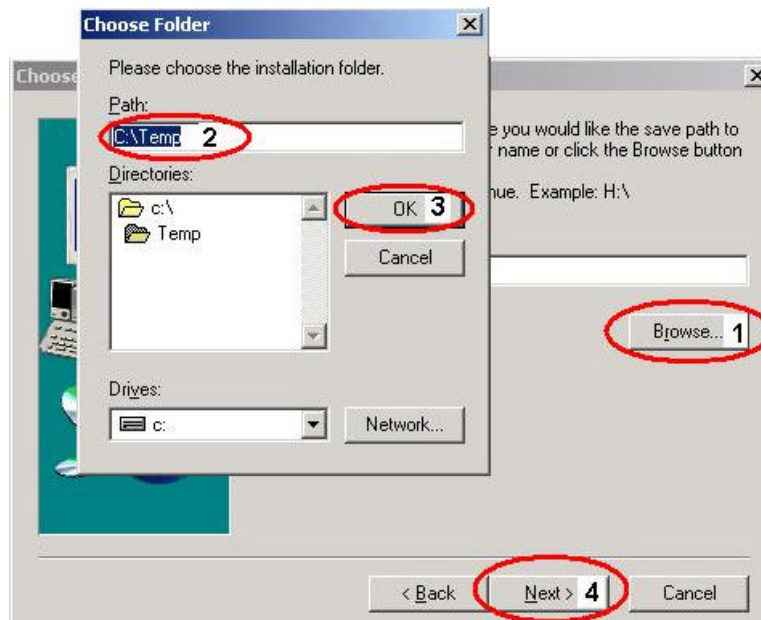 Choose Folder
Choose
Please choose the installation folder.
Path:
C:\Temp 2
e you would like the save path to
name or click the Browse button
Directories:
nue. Example: H:\
c:\
Temp
OK 3
Cancel
Browse... 1
Drives:
c:
Network...
< Back
Next > 4
Cancel